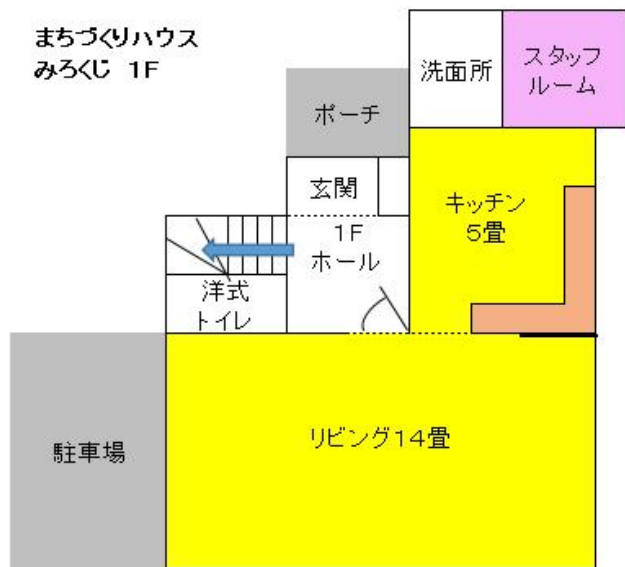 まちづくりハウス
みろくじ 1F
洗面所
スタッフ
ルーム
ポーチ
玄関
キッチン
5畳
1F
ホール
洋式
トイレ
駐車場
リビング14畳